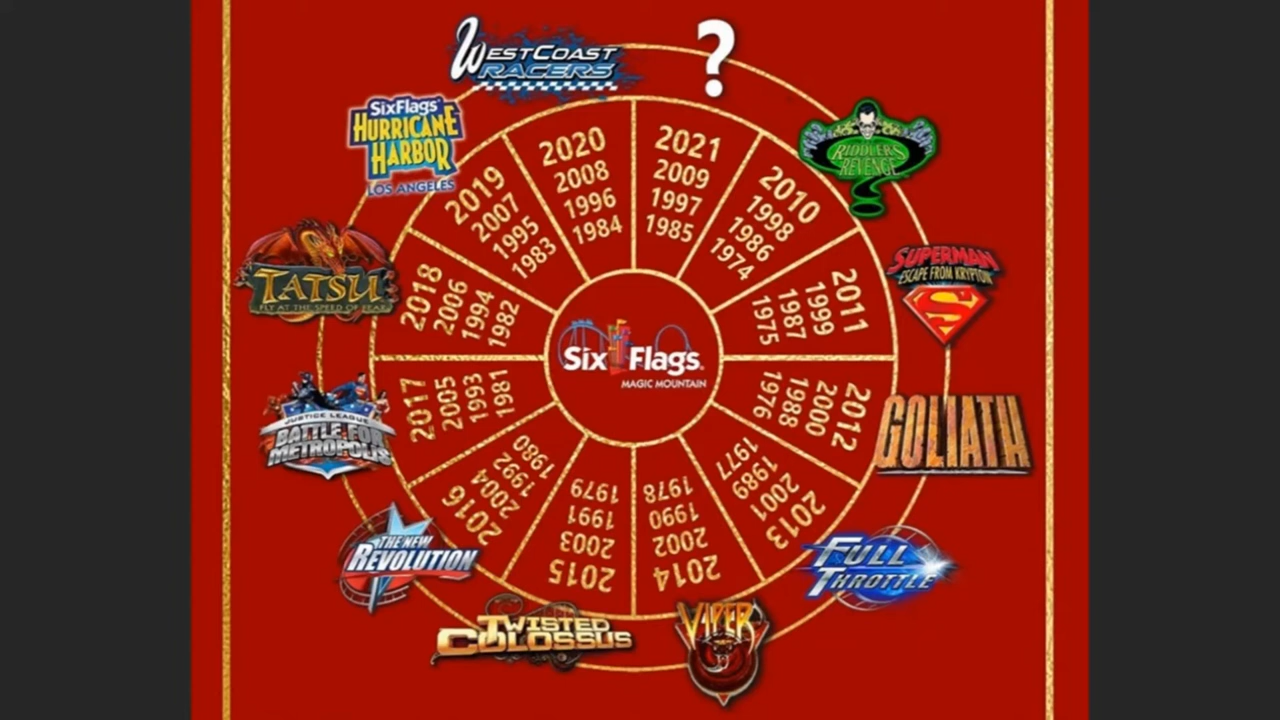 WESTCOAST
RACERS
?
SixFlags
HURRICANE
HARBOR
LOS ANGELES
RIDDLER'S
REVENGE
TATSU
FLY AT THE SPEED OF FEAR
SUPERMAN
ESCAPE FROM KRYPTON
S
JUSTICE LEAGUE
BATTLE FOR
METROPOLIS
GOLIATH
THE NEW
REVOLUTION
FULL
THROTTLE
TWISTED
COLOSSUS
VIPER
2021
2009
1997
1985
2010
1998
1986
1974
2011
1999
1987
1975
2012
2000
1988
1976
2013
2001
1989
1977
2014
2002
1990
1978
2015
2003
1991
1979
2016
2004
1992
1980
2017
2005
1993
1981
2018
2006
1994
1982
2019
2007
1995
1983
2020
2008
1996
1984
Six Flags
MAGIC MOUNTAIN